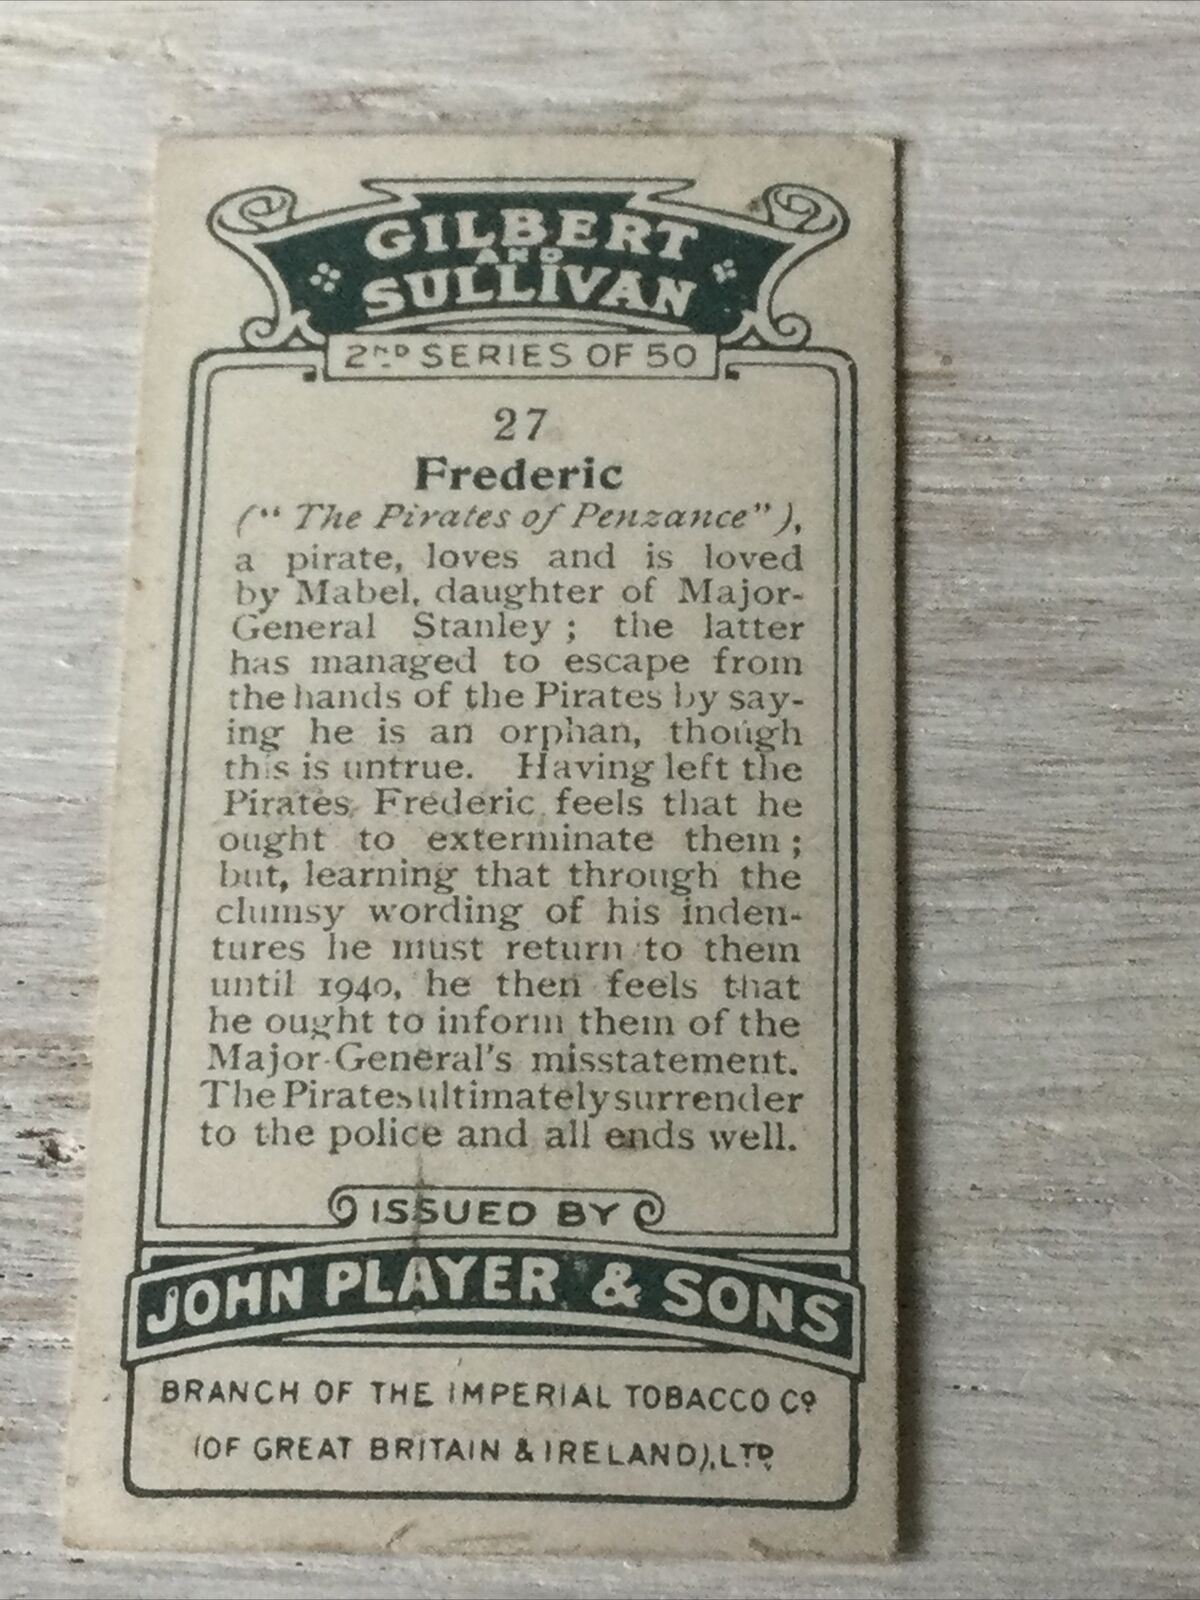 GILBERT
AND
SULLIVAN
2ND SERIES OF 50
27
Frederic
(“ The Pirates of Penzance” ),
a pirate, loves and is loved
by Mabel, daughter of Major-
General Stanley ; the latter
has managed to escape from
the hands of the Pirates by say-
ing he is an orphan, though
this is untrue. Having left the
Pirates, Frederic feels that he
ought to exterminate them ;
but, learning that through the
clumsy wording of his inden-
tures he must return to them
until 1940, he then feels that
he ought to inform them of the
Major-General's misstatement.
The Pirates ultimately surrender
to the police and all ends well.
ISSUED BY
JOHN PLAYER & SONS
BRANCH OF THE IMPERIAL TOBACCO CO
(OF GREAT BRITAIN & IRELAND), LTD.